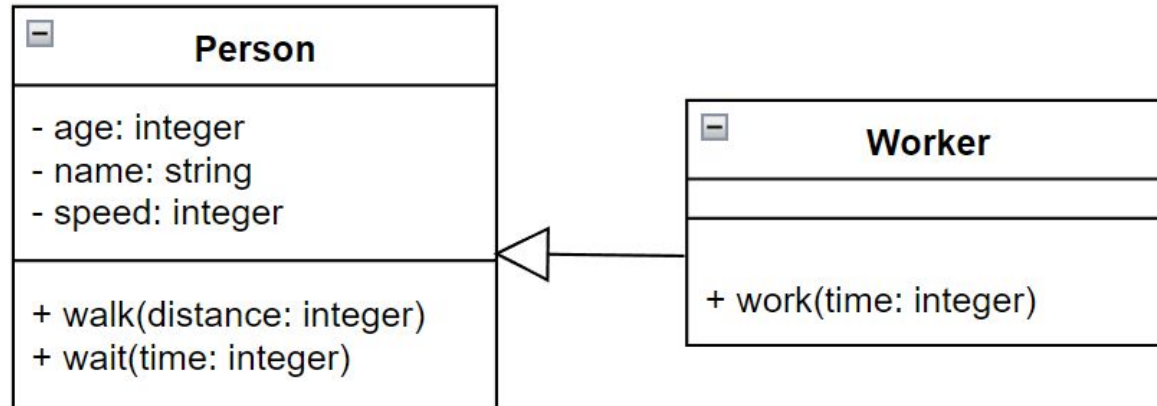 Person
- age: integer
- name: string
- speed: integer
+ walk(distance: integer)
+ wait(time: integer)
Worker
+ work(time: integer)